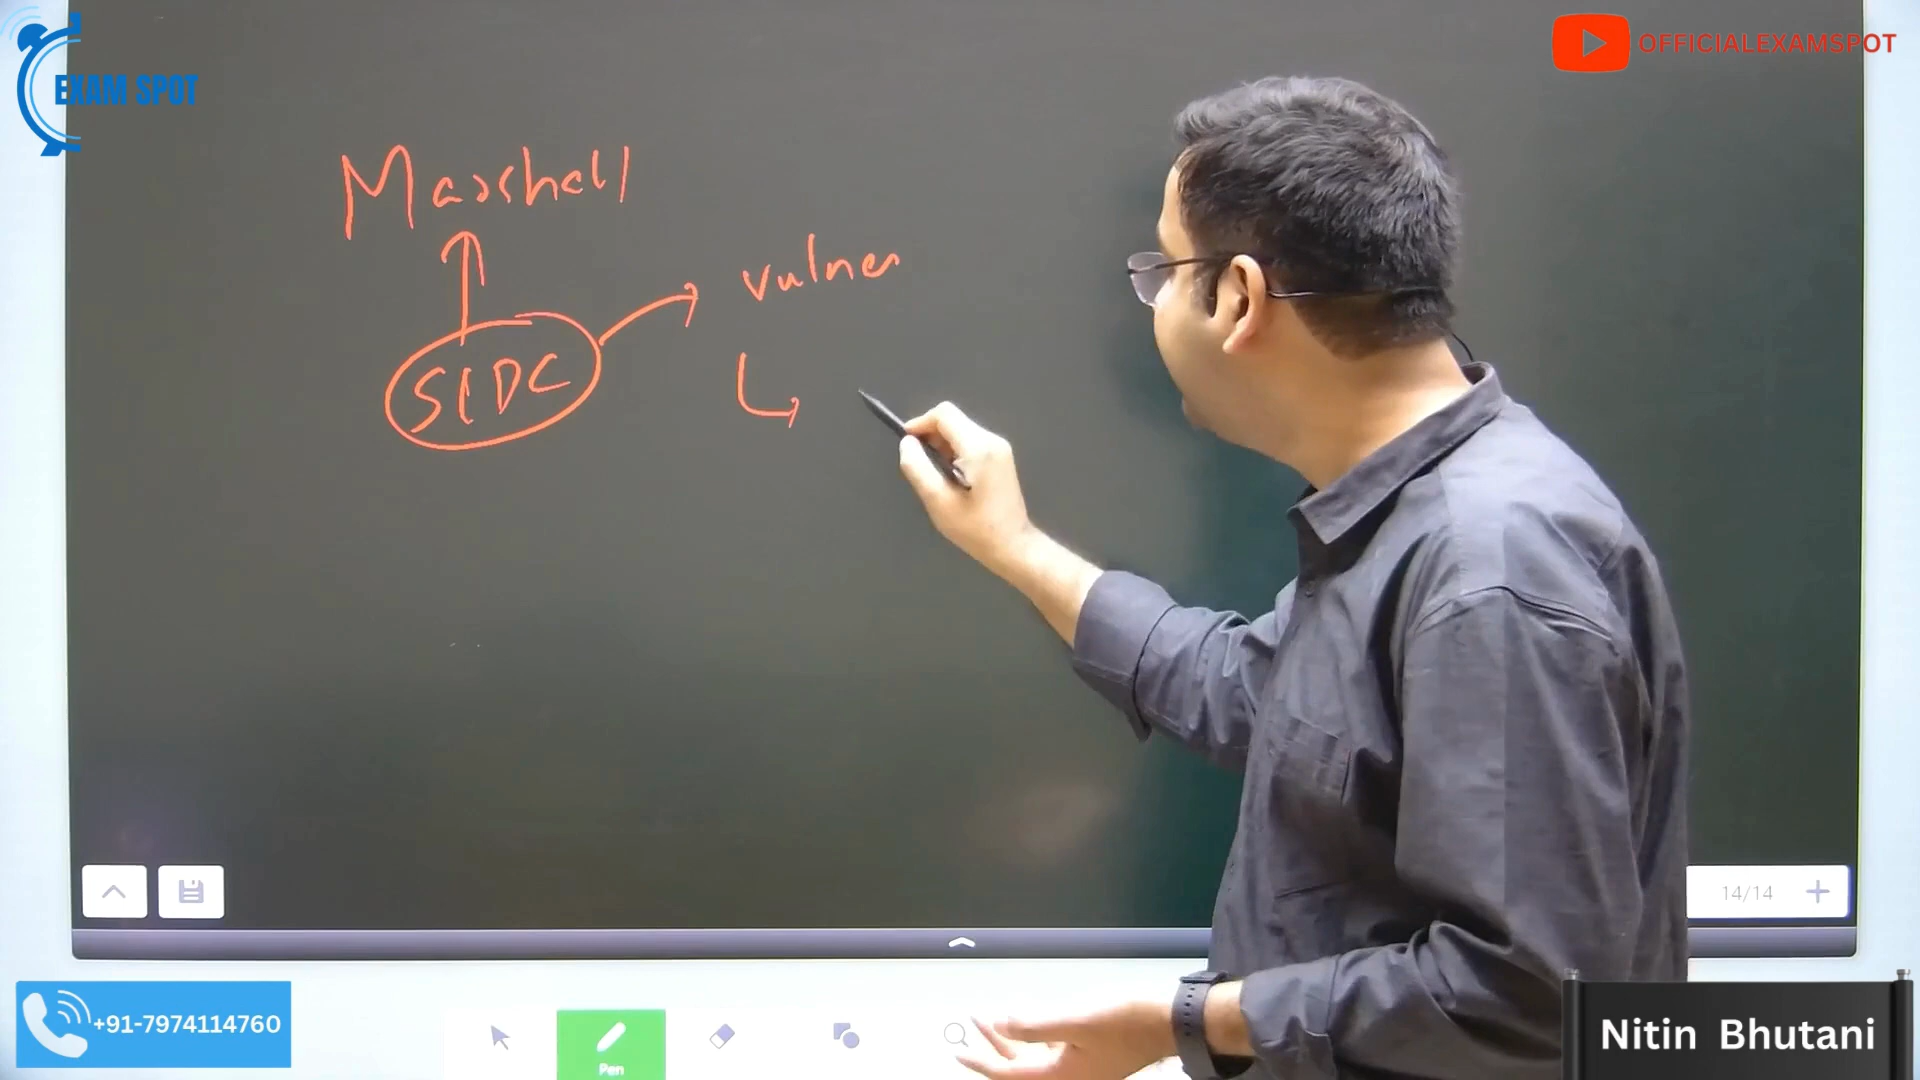 EXAM SPOT
OFFICIALEXAMSPOT
Marshall
vulner
SIDC
14/14
+91-7974114760
Pen
Nitin Bhutani